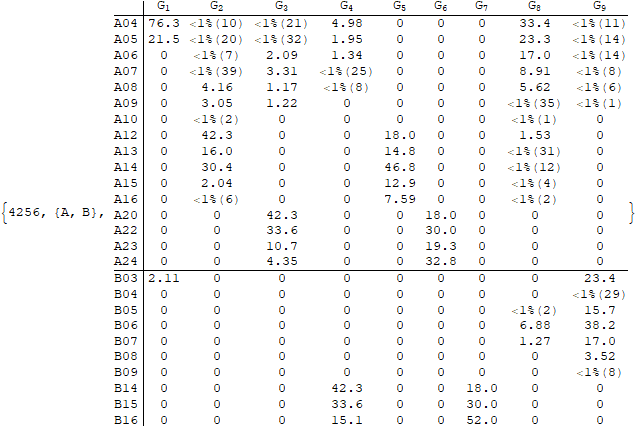 G1 G2 G3 G4 G5 G6 G7 G8 G9
A04 76.3 <1%(10) <1%(21) 4.98 0 0 0 33.4 <1%(11)
A05 21.5 <1%(20) <1%(32) 1.95 0 0 0 23.3 <1%(14)
A06 0 <1%(7) 2.09 1.34 0 0 0 17.0 <1%(14)
A07 0 <1%(39) 3.31 <1%(25) 0 0 0 8.91 <1%(8)
A08 0 4.16 1.17 <1%(8) 0 0 0 5.62 <1%(6)
A09 0 3.05 1.22 0 0 0 0 <1%(35) <1%(1)
A10 0 <1%(2) 0 0 0 0 0 <1%(1) 0
A12 0 42.3 0 0 18.0 0 0 1.53 0
A13 0 16.0 0 0 14.8 0 0 <1%(31) 0
A14 0 30.4 0 0 46.8 0 0 <1%(12) 0
A15 0 2.04 0 0 12.9 0 0 <1%(4) 0
A16 0 <1%(6) 0 0 7.59 0 0 <1%(2) 0
{4256, {A, B}, A20 0 0 42.3 0 0 18.0 0 0 0 }
A22 0 0 33.6 0 0 30.0 0 0 0
A23 0 0 10.7 0 0 19.3 0 0 0
A24 0 0 4.35 0 0 32.8 0 0 0
B03 2.11 0 0 0 0 0 0 0 23.4
B04 0 0 0 0 0 0 0 0 <1%(29)
B05 0 0 0 0 0 0 0 <1%(2) 15.7
B06 0 0 0 0 0 0 0 6.88 38.2
B07 0 0 0 0 0 0 0 1.27 17.0
B08 0 0 0 0 0 0 0 0 3.52
B09 0 0 0 0 0 0 0 0 <1%(8)
B14 0 0 0 42.3 0 0 18.0 0 0
B15 0 0 0 33.6 0 0 30.0 0 0
B16 0 0 0 15.1 0 0 52.0 0 0